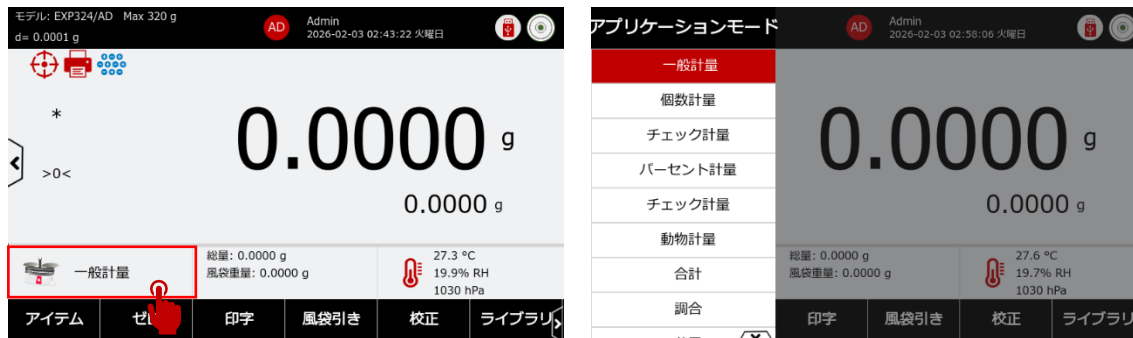 モデル: EXP324/AD Max 320 g
d= 0.0001 g
AD
Admin
2026-02-03 02:43:22 火曜日
*
>0<
0.0000 g
0.0000 g
一般計量
総量: 0.0000 g
風袋重量: 0.0000 g
27.3 °C
19.9% RH
1030 hPa
アイテム
印字
風袋引き
校正
ライブラリ
アプリケーションモード
一般計量
個数計量
チェック計量
パーセント計量
チェック計量
動物計量
合計
調合
AD
Admin
2026-02-03 02:58:06 火曜日
0.0000 g
0.0000 g
総量: 0.0000 g
風袋重量: 0.0000 g
27.6 °C
19.7% RH
1030 hPa
印字
風袋引き
校正
ライブラリ